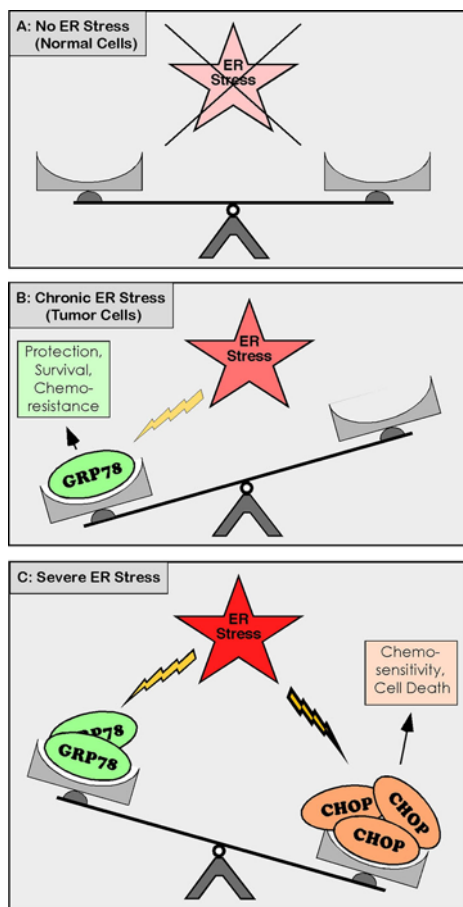 A: No ER Stress
(Normal Cells)
ER
Stress
B: Chronic ER Stress
(Tumor Cells)
Protection,
Survival,
Chemo-
resistance
ER
Stress
GRP78
C: Severe ER Stress
ER
Stress
Chemo-
sensitivity,
Cell Death
GRP78
GRP78
CHOP
CHOP
CHOP